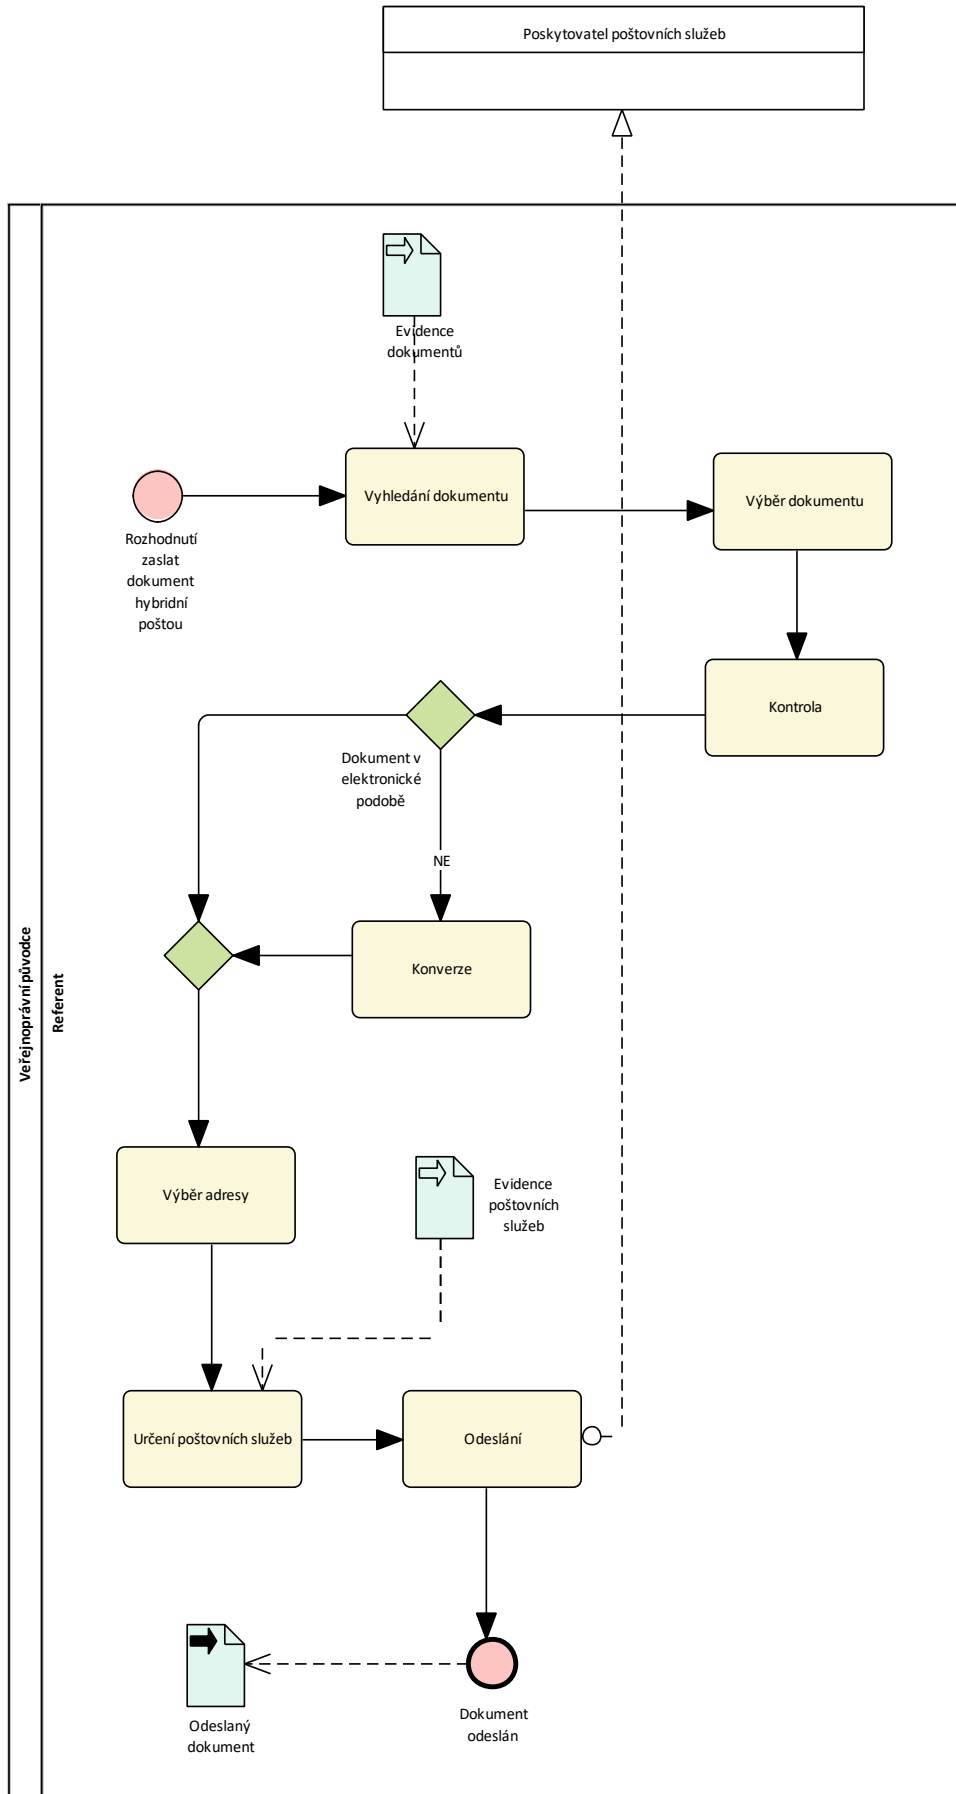 Poskytovatel poštovních služeb
Evidence
dokumentů
Vyhledání dokumentu
Výběr dokumentu
Rozhodnutí
zaslat
dokument
hybridní
poštou
Kontrola
Dokument v
elektronické
podobě
NE
Konverze
Veřejnoprávní původce
Referent
Výběr adresy
Evidence
poštovních
služeb
Určení poštovních služeb
Odeslání
Dokument
odeslán
Odeslaný
dokument